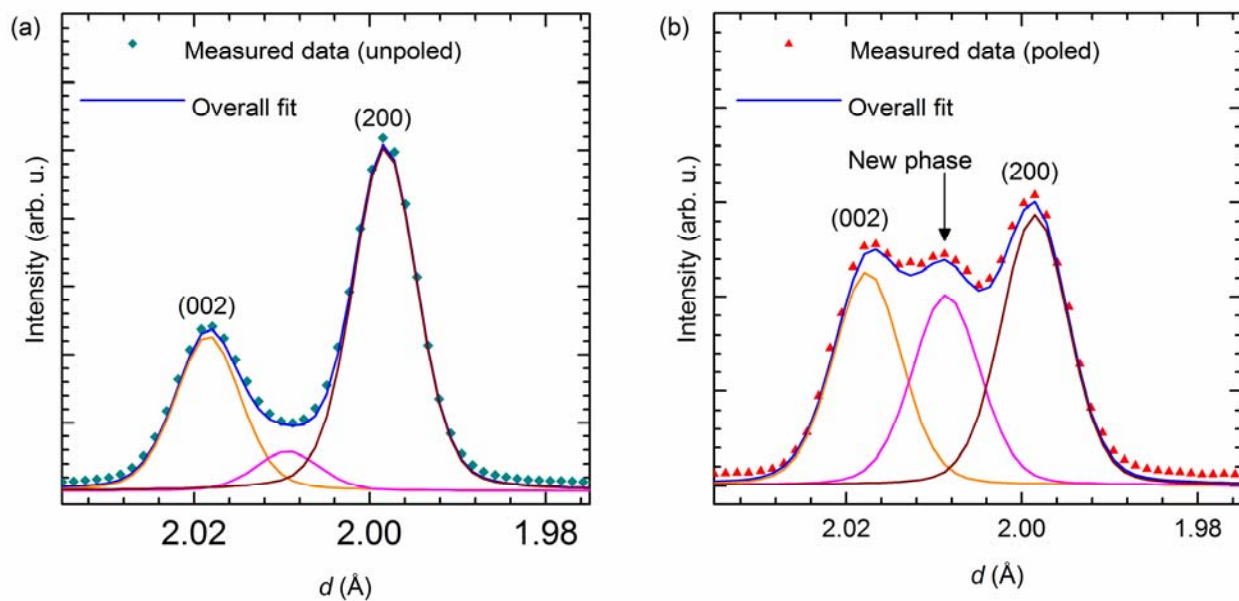 (a)
Measured data (unpoled)
Overall fit
(200)
(002)
Intensity (arb. u.)
2.02
2.00
1.98
d (Å)
(b)
Measured data (poled)
Overall fit
New phase
(200)
(002)
Intensity (arb. u.)
2.02
2.00
1.98
d (Å)